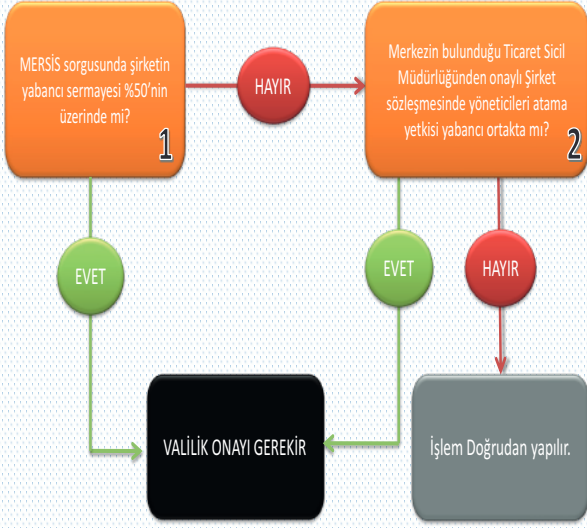 MERSİS sorgusunda şirketin
yabancı sermayesi %50'nin
üzerinde mi?
1
HAYIR
Merkezin bulunduğu Ticaret Sicil
Müdürlüğünden onaylı Şirket
sözleşmesinde yöneticileri atama
yetkisi yabancı ortakta mı?
2
EVET
EVET
HAYIR
VALİLİK ONAYI GEREKİR
İşlem Doğrudan yapılır.